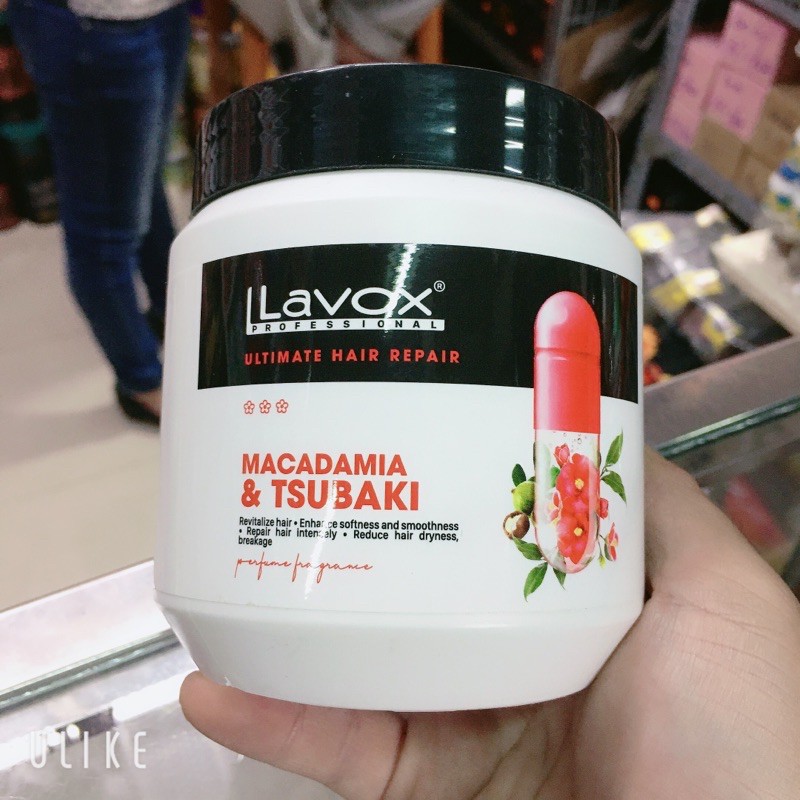 LLavox®
PROFESSIONAL
ULTIMATE HAIR REPAIR
MACADAMIA
& TSUBAKI
Revitalize hair • Enhance softness and smoothness
• Repair hair intensely • Reduce hair dryness,
breakage
perfume fragrance
ULIKE